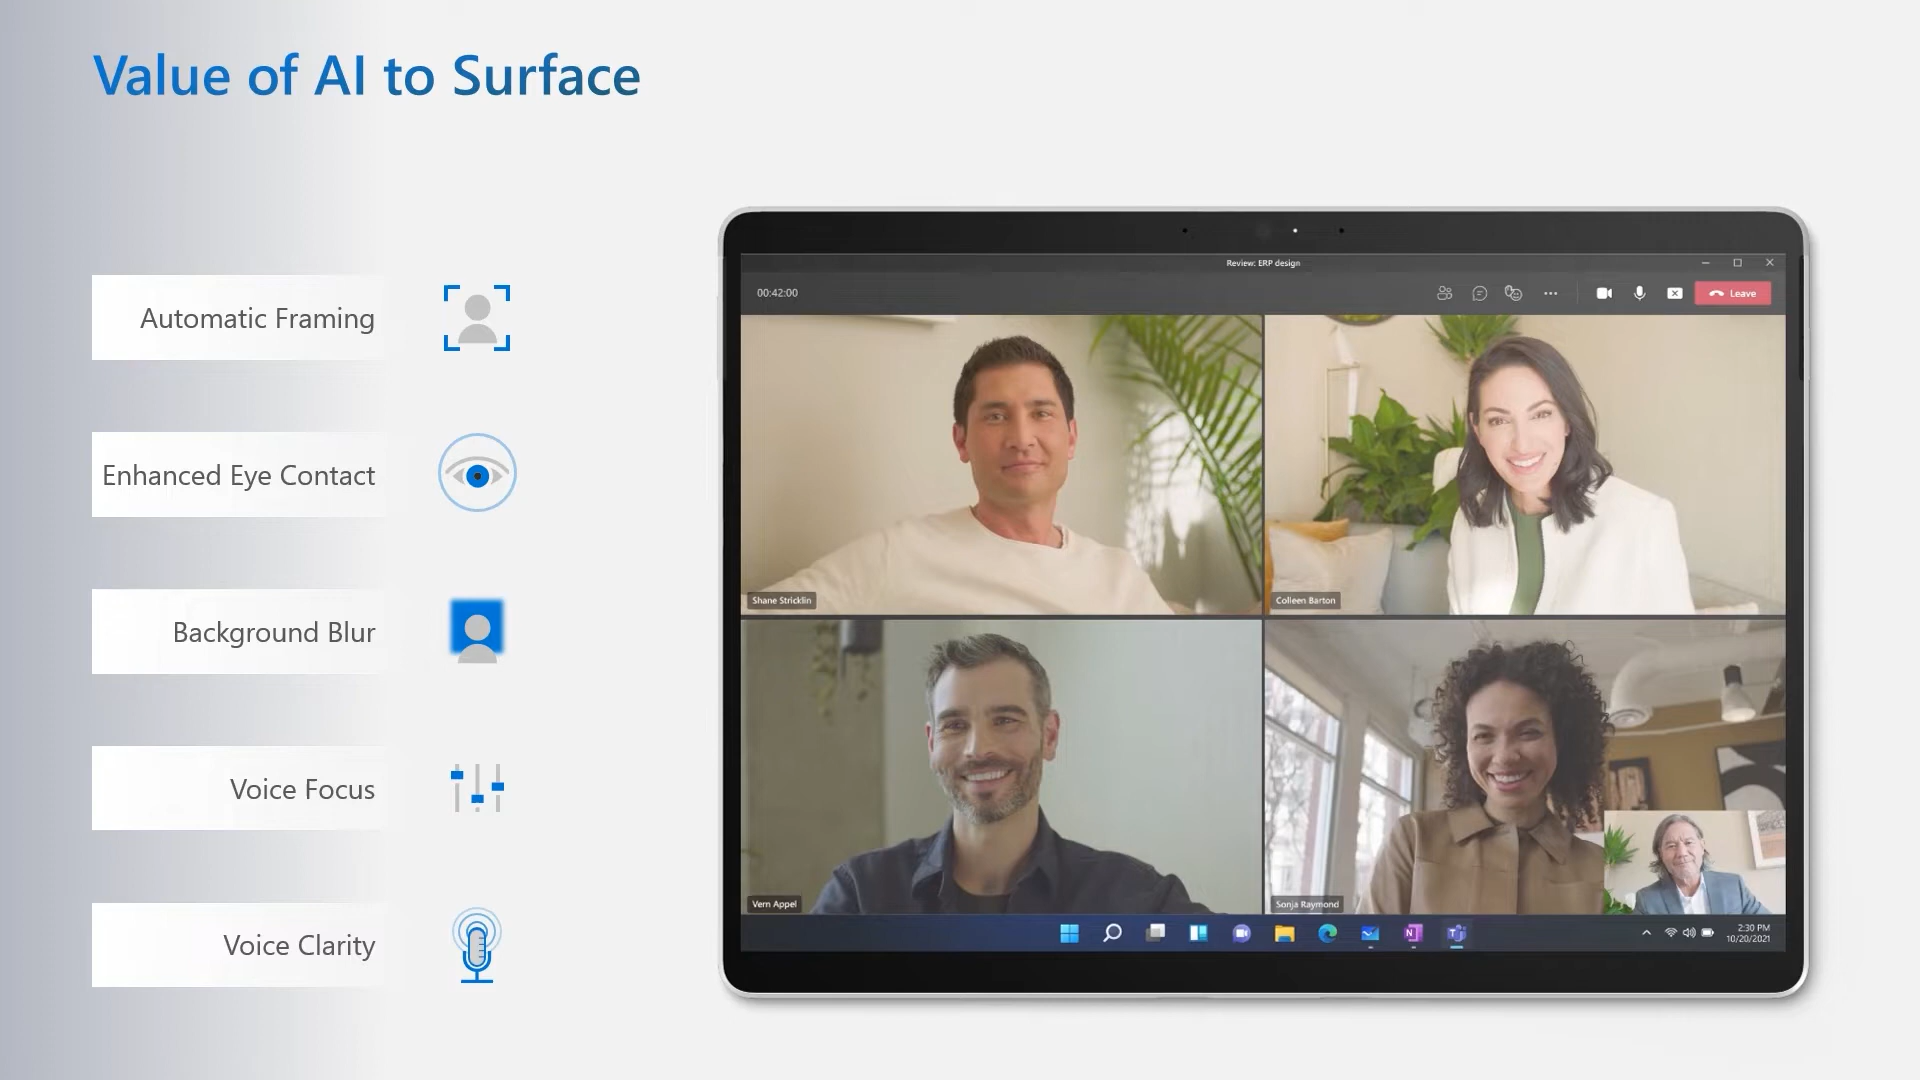 Value of AI to Surface
Automatic Framing
Enhanced Eye Contact
Background Blur
Voice Focus
Voice Clarity
Review: ERP design
00:42:00
Leave
Shane Stricklin
Colleen Barton
Vern Appel
Sonja Raymond
2:30 PM
10/20/2021